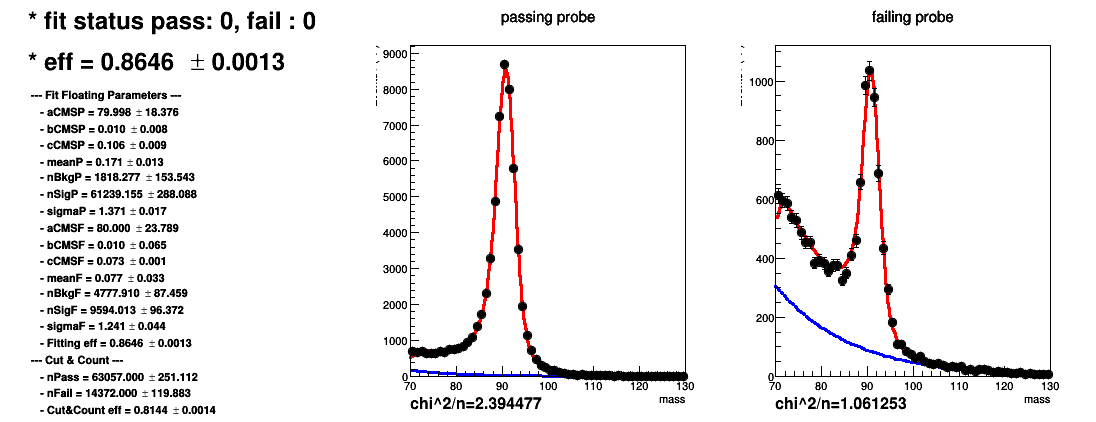 * fit status pass: 0, fail : 0
* eff = 0.8646 ± 0.0013
--- Fit Floating Parameters ---
- aCMSP = 79.998 ± 18.376
- bCMSP = 0.010 ± 0.008
- cCMSP = 0.106 ± 0.009
- meanP = 0.171 ± 0.013
- nBkgP = 1818.277 ± 153.543
- nSigP = 61239.155 ± 288.088
- sigmaP = 1.371 ± 0.017
- aCMSF = 80.000 ± 23.789
- bCMSF = 0.010 ± 0.065
- cCMSF = 0.073 ± 0.001
- meanF = 0.077 ± 0.033
- nBkgF = 4777.910 ± 87.459
- nSigF = 9594.013 ± 96.372
- sigmaF = 1.241 ± 0.044
- Fitting eff = 0.8646 ± 0.0013
--- Cut & Count ---
- nPass = 63057.000 ± 251.112
- nFail = 14372.000 ± 119.883
- Cut&Count eff = 0.8144 ± 0.0014
passing probe
9000
8000
7000
6000
5000
4000
3000
2000
1000
0
70 80 90 100 110 120 130
mass
chi^2/n=2.394477
failing probe
1000
800
600
400
200
0
70 80 90 100 110 120 130
mass
chi^2/n=1.061253